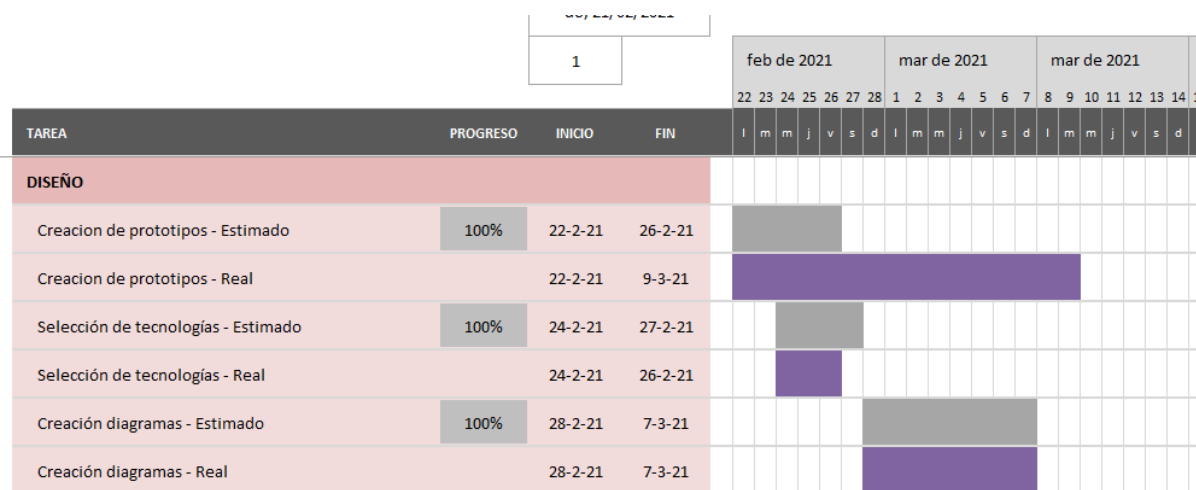 1
feb de 2021 mar de 2021 mar de 2021
22 23 24 25 26 27 28 1 2 3 4 5 6 7 8 9 10 11 12 13 14
TAREA PROGRESO INICIO FIN l m m j v s d l m m j v s d l m m j v s d
DISEÑO
Creacion de prototipos - Estimado 100% 22-2-21 26-2-21
Creacion de prototipos - Real 22-2-21 9-3-21
Selección de tecnologías - Estimado 100% 24-2-21 27-2-21
Selección de tecnologías - Real 24-2-21 26-2-21
Creación diagramas - Estimado 100% 28-2-21 7-3-21
Creación diagramas - Real 28-2-21 7-3-21